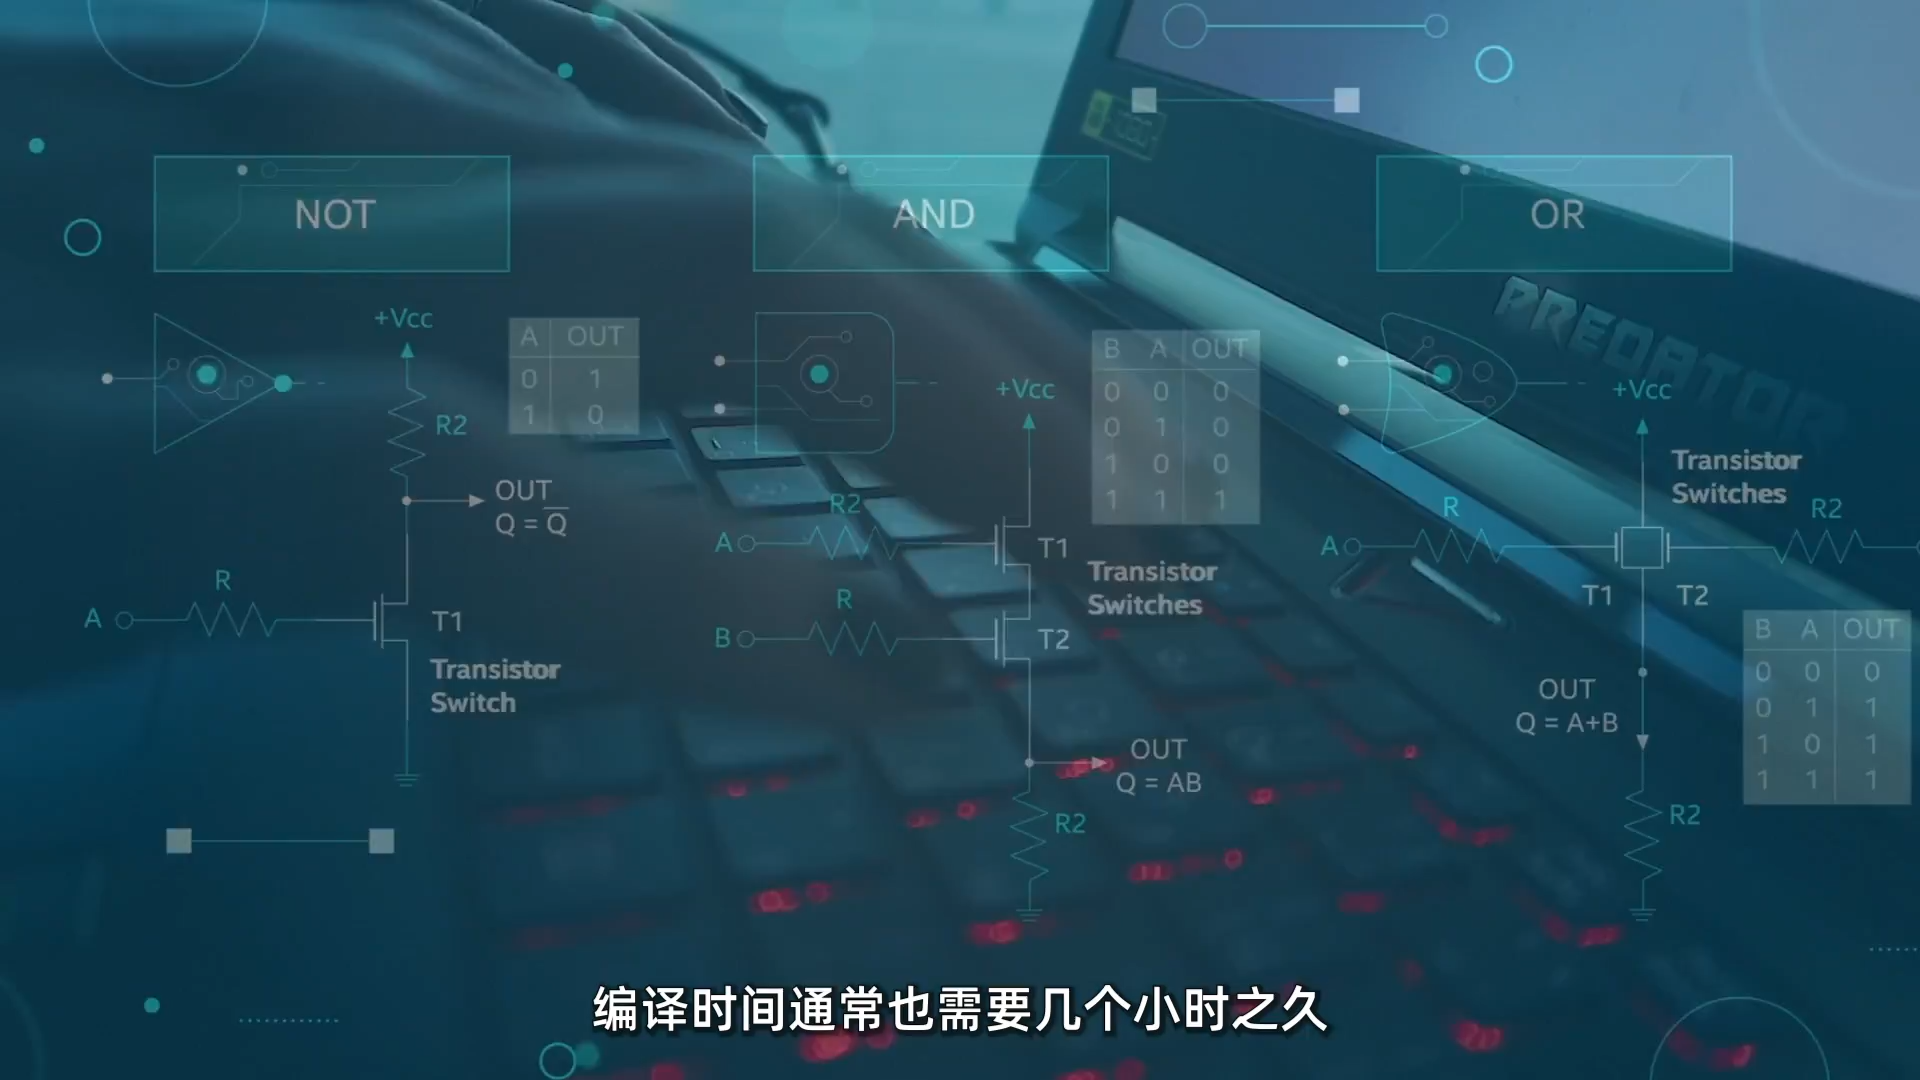 NOT
AND
OR
PREDATOR
+Vcc
A OUT
0 1
1 0
R2
OUT
Q = Q̅
R
A
T1
Transistor
Switch
+Vcc
B A OUT
0 0 0
0 1 0
1 0 0
1 1 1
R2
A
T1
Transistor
Switches
R
B
T2
OUT
Q = AB
R2
+Vcc
Transistor
Switches
R
R2
A
T1
T2
B A OUT
0 0 0
0 1 1
1 0 1
1 1 1
OUT
Q = A+B
R2
编译时间通常也需要几个小时之久